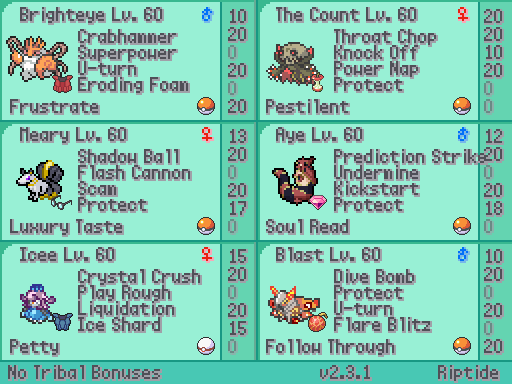 Brighteye Lv. 60 ♂ 10
Crabhammer 20
Superpower 0
U-turn 20
Eroding Foam 0
Frustrate 20
The Count Lv. 60 ♀ 20
Throat Chop 20
Knock Off 10
Power Nap 20
Protect 0
Pestilent 0
Meary Lv. 60 ♀ 13
Shadow Ball 20
Flash Cannon 0
Scam 20
Protect 17
Luxury Taste 0
Aye Lv. 60 ♂ 12
Prediction Strike 20
Undermine 0
Kickstart 20
Protect 18
Soul Read 0
Icee Lv. 60 ♀ 15
Crystal Crush 20
Play Rough 0
Liquidation 20
Ice Shard 15
Petty 0
Blast Lv. 60 ♂ 10
Dive Bomb 20
Protect 0
U-turn 20
Flare Blitz 0
Follow Through 20
No Tribal Bonuses v2.3.1 Riptide